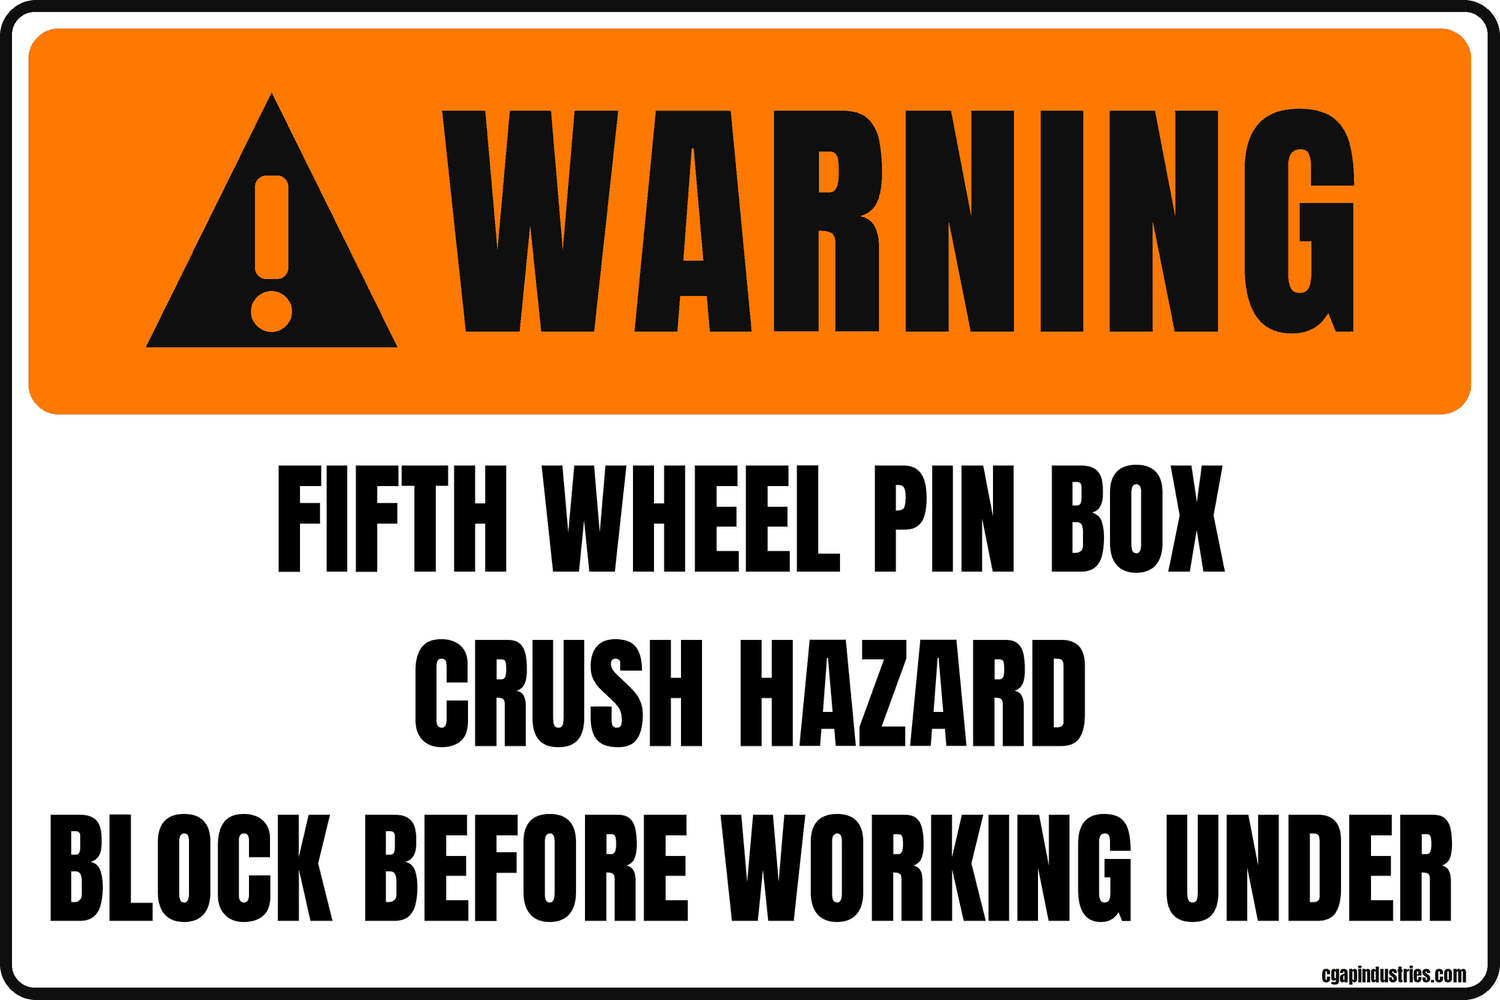 WARNING
FIFTH WHEEL PIN BOX
CRUSH HAZARD
BLOCK BEFORE WORKING UNDER
cgapindustries.com